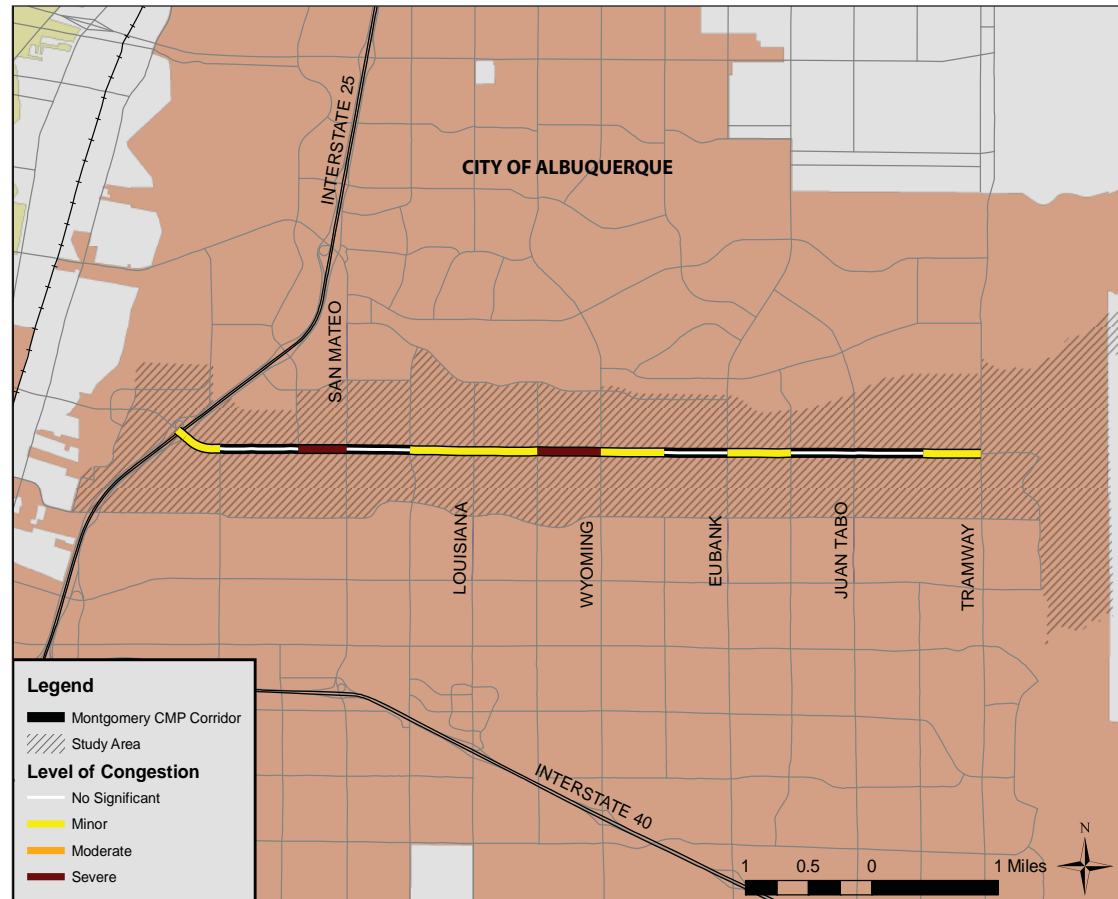 INTERSTATE 25
CITY OF ALBUQUERQUE
SAN MATEO
LOUISIANA
WYOMING
EUBANK
JUAN TABO
TRAMWAY
INTERSTATE 40
Legend
Montgomery CMP Corridor
Study Area
Level of Congestion
No Significant
Minor
Moderate
Severe
N
1 0.5 0 1 Miles